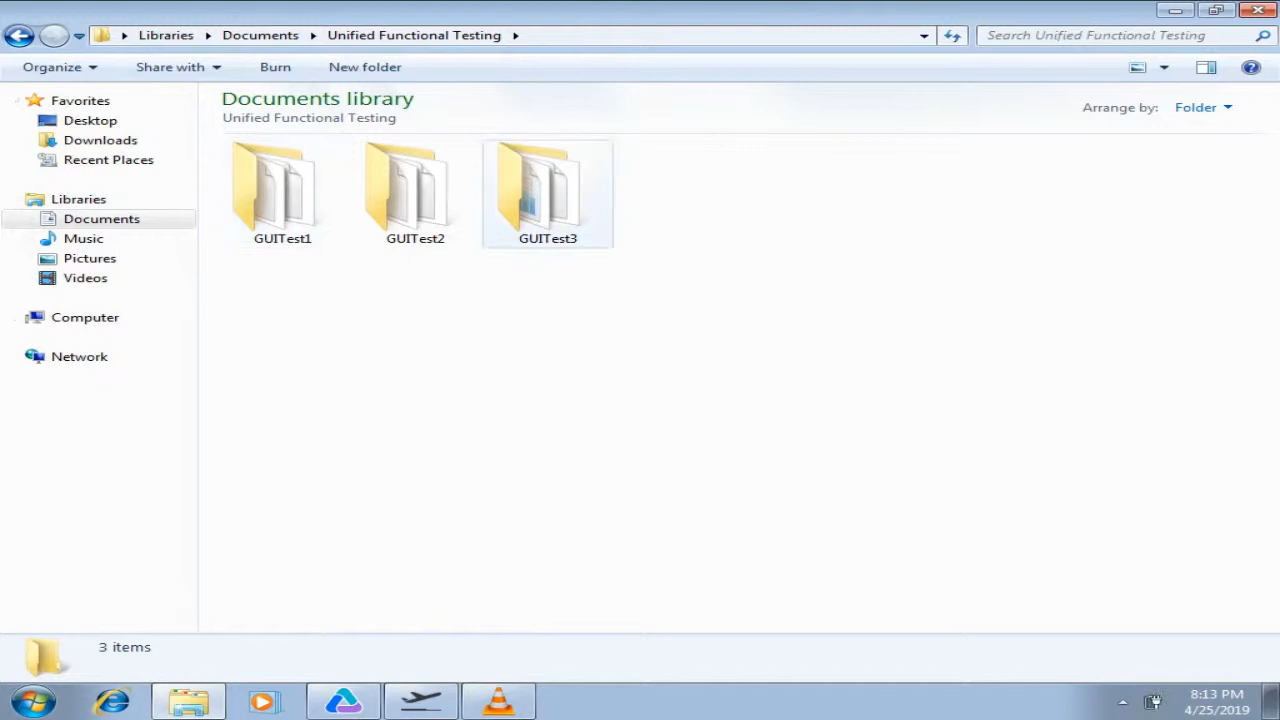 Libraries Documents Unified Functional Testing
Search Unified Functional Testing
Organize Share with Burn New folder
Favorites
Desktop
Downloads
Recent Places
Libraries
Documents
Music
Pictures
Videos
Computer
Network
Documents library
Unified Functional Testing
Arrange by: Folder
GUITest1 GUITest2 GUITest3
3 items
8:13 PM
4/25/2019